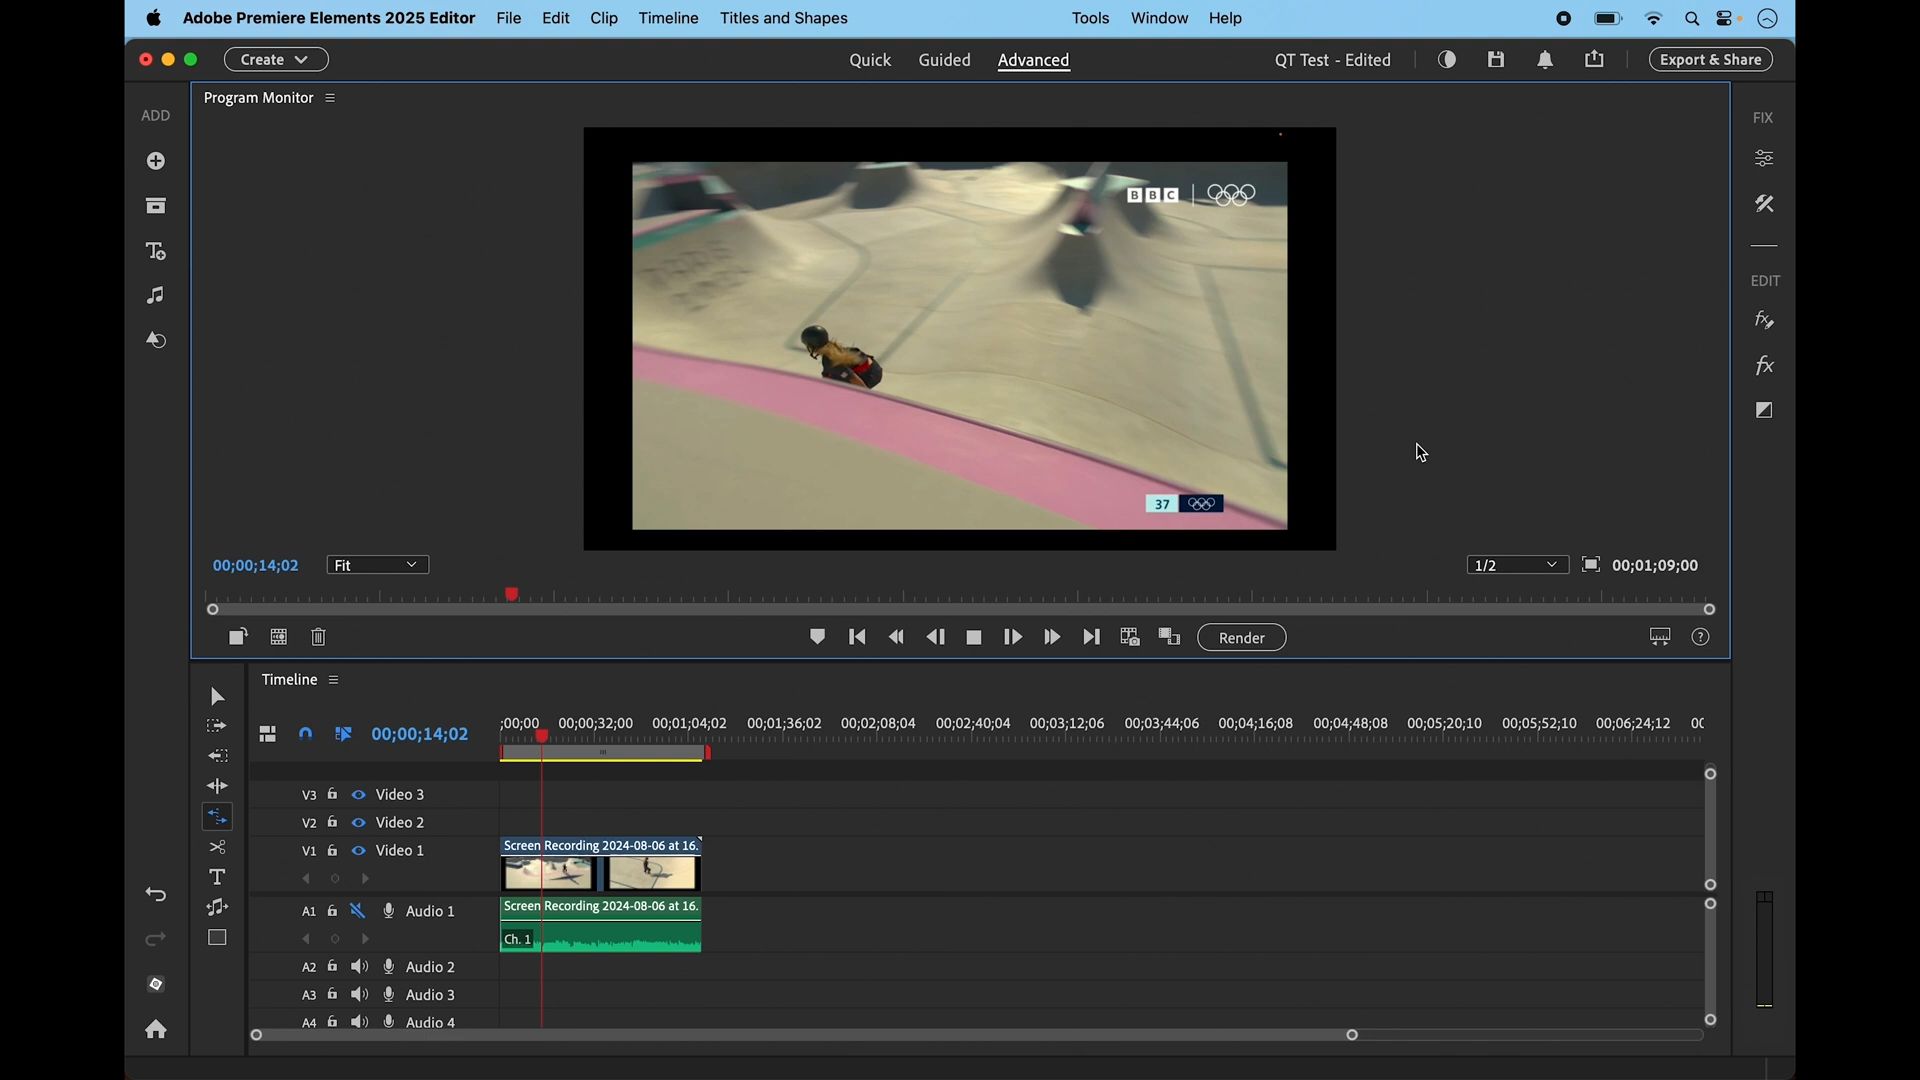 Adobe Premiere Elements 2025 Editor File Edit Clip Timeline Titles and Shapes Tools Window Help
Create Quick Guided Advanced QT Test - Edited Export & Share
Program Monitor
ADD
FIX
BBC
EDIT
37
00;00;14;02 Fit 1/2 00;01;09;00
Render
Timeline
00;00;14;02 ;00;00 00;00;32;00 00;01;04;02 00;01;36;02 00;02;08;04 00;02;40;04 00;03;12;06 00;03;44;06 00;04;16;08 00;04;48;08 00;05;20;10 00;05;52;10 00;06;24;12 00
V3 Video 3
V2 Video 2
V1 Video 1 Screen Recording 2024-08-06 at 16.
A1 Audio 1 Screen Recording 2024-08-06 at 16.
Ch. 1
A2 Audio 2
A3 Audio 3
A4 Audio 4